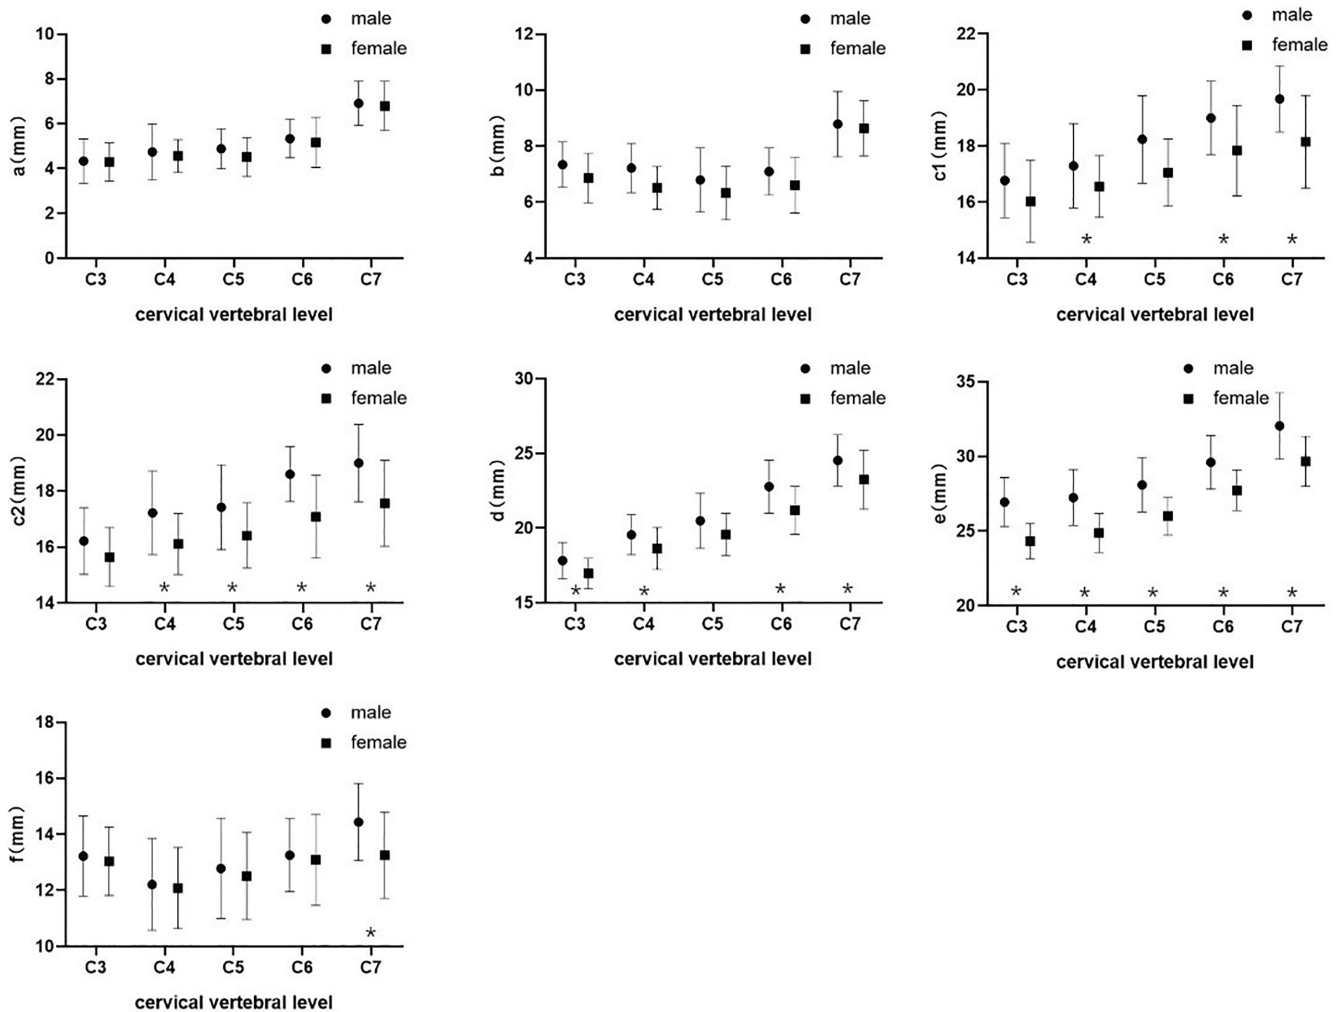 male
female
a(mm)
10
8
6
4
2
0
C3 C4 C5 C6 C7
cervical vertebral level
male
female
b(mm)
12
10
8
6
4
C3 C4 C5 C6 C7
cervical vertebral level
male
female
c1(mm)
22
20
18
16
14
* * *
C3 C4 C5 C6 C7
cervical vertebral level
male
female
c2(mm)
22
20
18
16
14
* * * *
C3 C4 C5 C6 C7
cervical vertebral level
male
female
d(mm)
30
25
20
15
* * * *
C3 C4 C5 C6 C7
cervical vertebral level
male
female
e(mm)
35
30
25
20
* * * * *
C3 C4 C5 C6 C7
cervical vertebral level
male
female
f(mm)
18
16
14
12
10
*
C3 C4 C5 C6 C7
cervical vertebral level